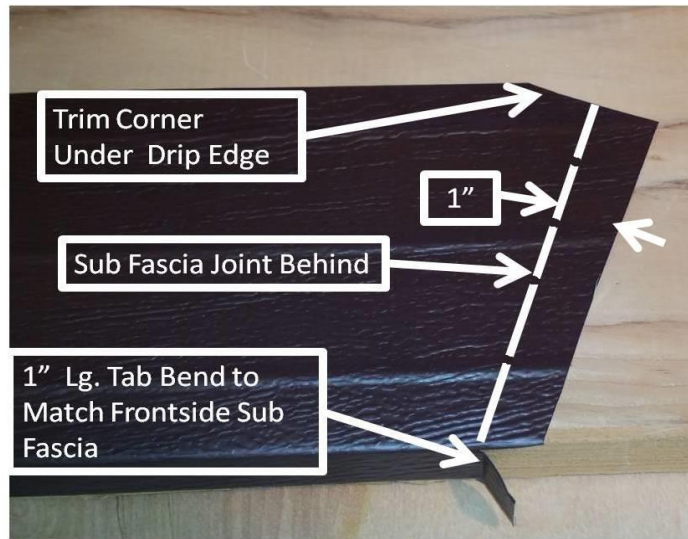 Trim Corner
Under Drip Edge
1”
Sub Fascia Joint Behind
1” Lg. Tab Bend to
Match Frontside Sub
Fascia